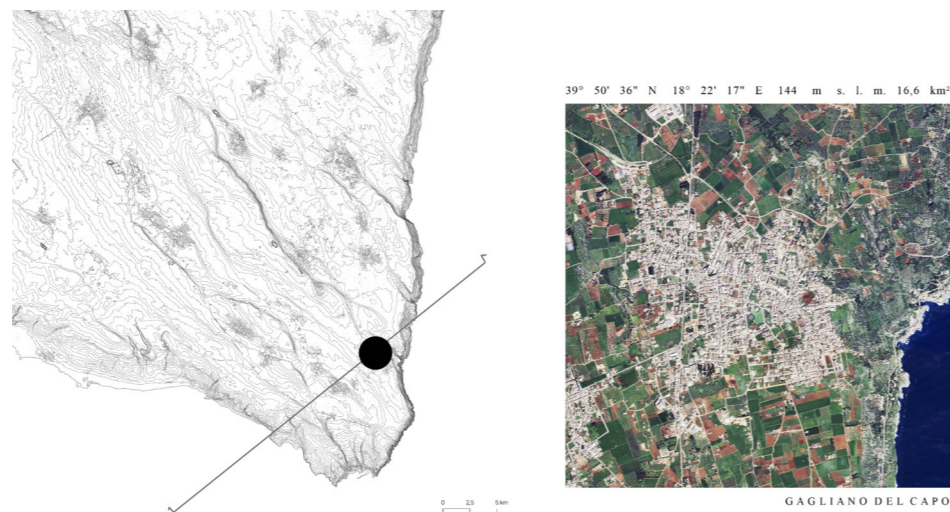 39° 50' 36" N 18° 22' 17" E 144 m s. l. m. 16,6 km²
GAGLIANO DEL CAPO
0 2,5 5 km